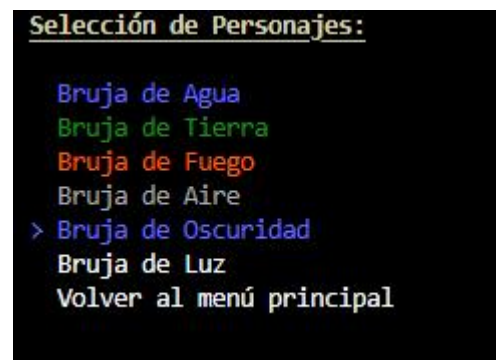 Selección de Personajes:
Bruja de Agua
Bruja de Tierra
Bruja de Fuego
Bruja de Aire
> Bruja de Oscuridad
Bruja de Luz
Volver al menú principal